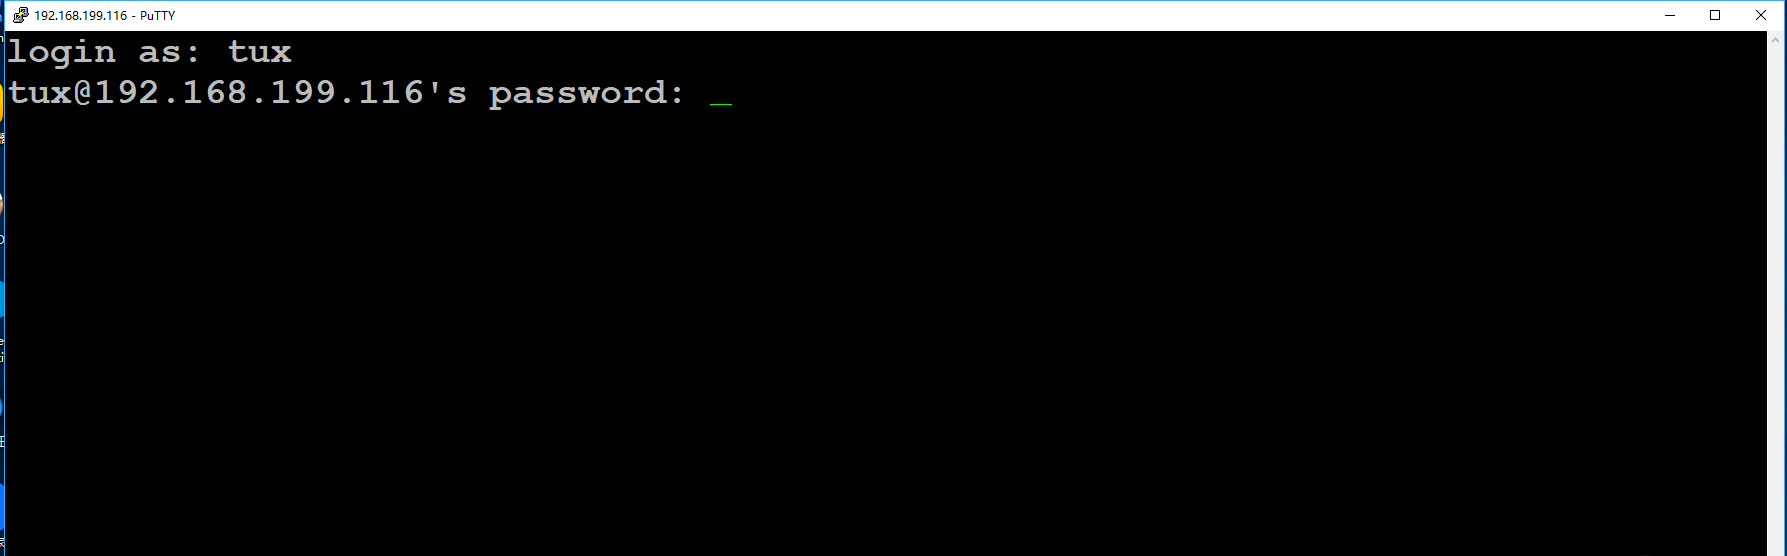 192.168.199.116 - PuTTY
login as: tux
tux@192.168.199.116's password: _